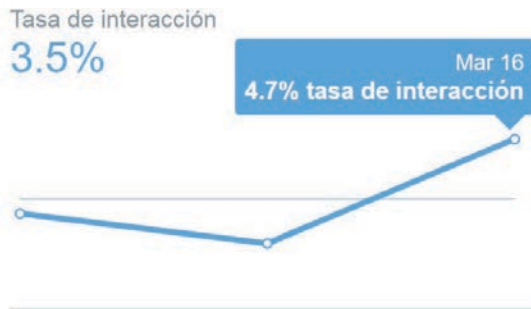 Tasa de interacción
3.5%
Mar 16
4.7% tasa de interacción